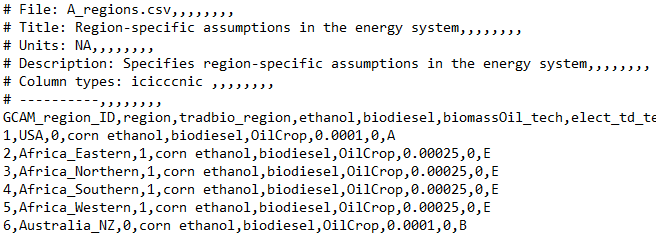 # File: A_regions.csv,,,,,,,,
# Title: Region-specific assumptions in the energy system,,,,,,,,
# Units: NA,,,,,,,,
# Description: Specifies region-specific assumptions in the energy system,,,,,,,,
# Column types: icicccnic ,,,,,,,,
# ----------,,,,,,,,
GCAM_region_ID,region,tradbio_region,ethanol,biodiesel,biomassOil_tech,elect_td_te
1,USA,0,corn ethanol,biodiesel,OilCrop,0.0001,0,A
2,Africa_Eastern,1,corn ethanol,biodiesel,OilCrop,0.00025,0,E
3,Africa_Northern,1,corn ethanol,biodiesel,OilCrop,0.00025,0,E
4,Africa_Southern,1,corn ethanol,biodiesel,OilCrop,0.00025,0,E
5,Africa_Western,1,corn ethanol,biodiesel,OilCrop,0.00025,0,E
6,Australia_NZ,0,corn ethanol,biodiesel,OilCrop,0.0001,0,B